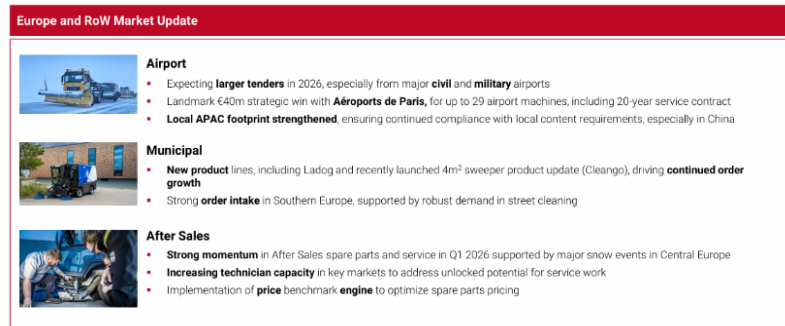 Europe and RoW Market Update
Airport
▪ Expecting larger tenders in 2026, especially from major civil and military airports
▪ Landmark €40m strategic win with Aéroports de Paris, for up to 29 airport machines, including 20-year service contract
▪ Local APAC footprint strengthened, ensuring continued compliance with local content requirements, especially in China
Municipal
▪ New product lines, including Ladog and recently launched 4m² sweeper product update (Cleango), driving continued order
growth
▪ Strong order intake in Southern Europe, supported by robust demand in street cleaning
After Sales
▪ Strong momentum in After Sales spare parts and service in Q1 2026 supported by major snow events in Central Europe
▪ Increasing technician capacity in key markets to address unlocked potential for service work
▪ Implementation of price benchmark engine to optimize spare parts pricing